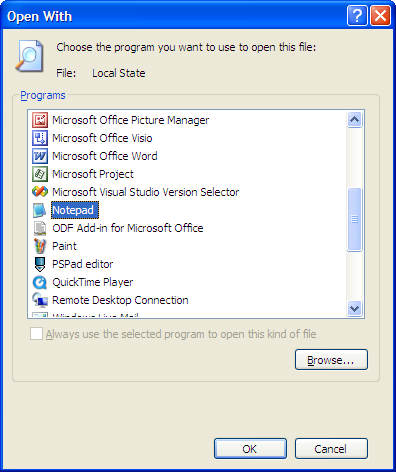 Open With
Choose the program you want to use to open this file:
File: Local State
Programs
Microsoft Office Picture Manager
Microsoft Office Visio
Microsoft Office Word
Microsoft Project
Microsoft Visual Studio Version Selector
Notepad
ODF Add-in for Microsoft Office
Paint
PSPad editor
QuickTime Player
Remote Desktop Connection
Windows Live Mail
Always use the selected program to open this kind of file
Browse...
OK Cancel